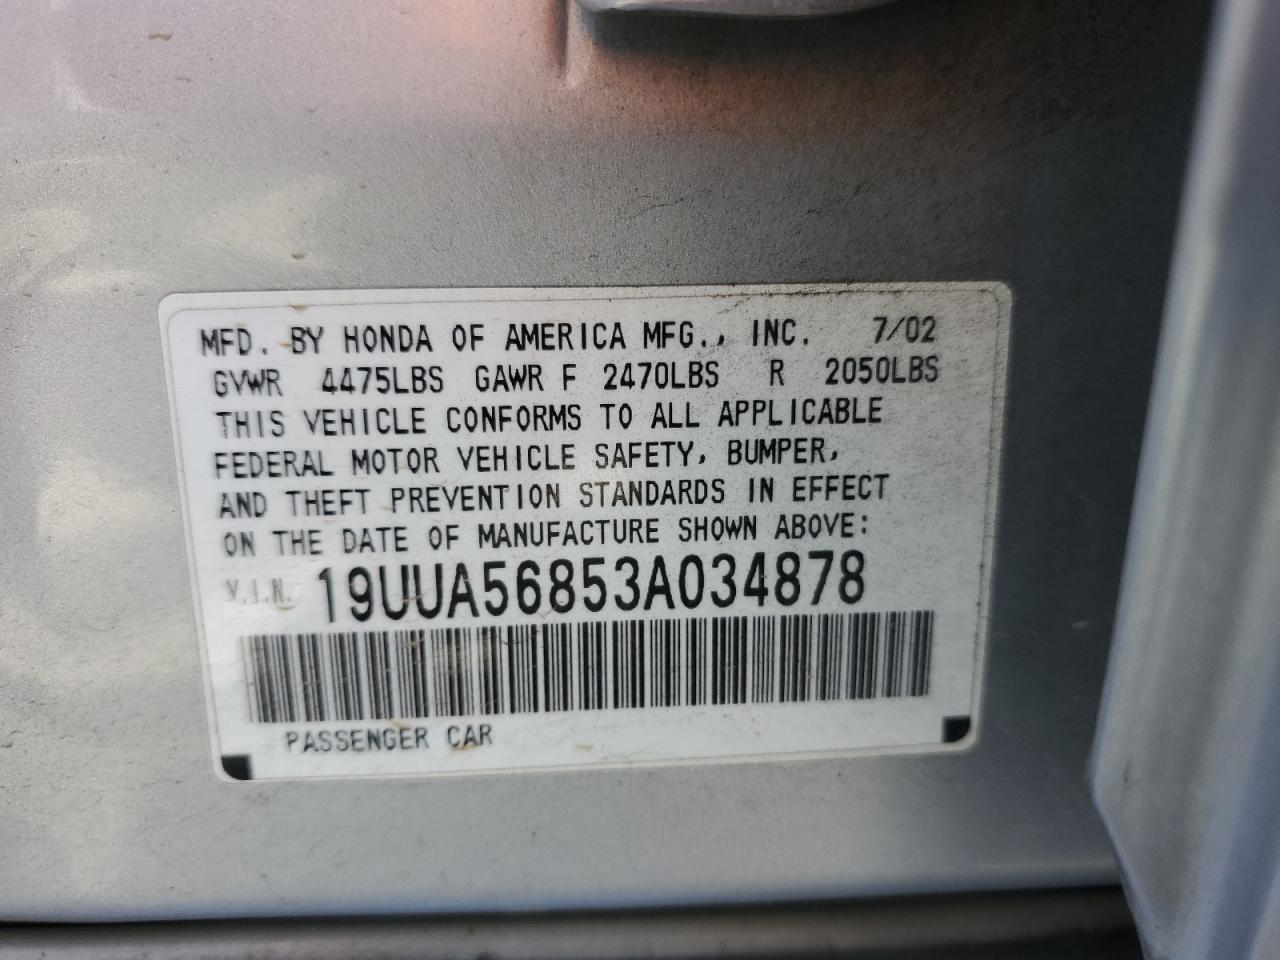 MFD. BY HONDA OF AMERICA MFG., INC. 7/02
GVWR 4475LBS GAWR F 2470LBS R 2050LBS
THIS VEHICLE CONFORMS TO ALL APPLICABLE
FEDERAL MOTOR VEHICLE SAFETY, BUMPER,
AND THEFT PREVENTION STANDARDS IN EFFECT
ON THE DATE OF MANUFACTURE SHOWN ABOVE:
V.I.N. 19UUA56853A034878
PASSENGER CAR